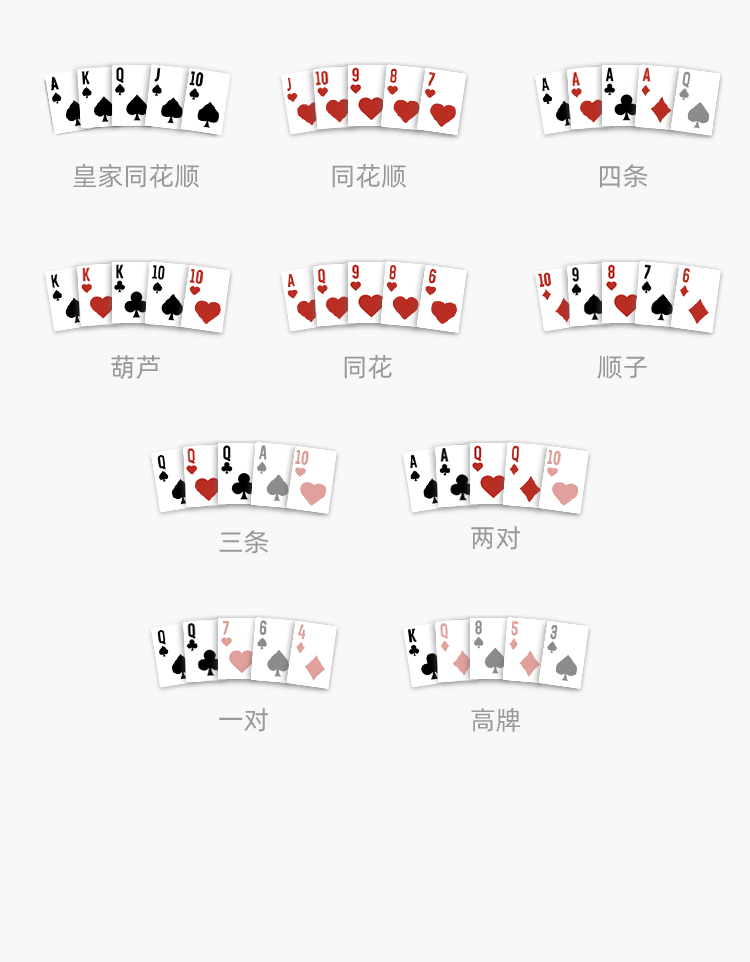 A K Q J 10
J 10 9 8 7
A A A A Q
皇家同花顺
同花顺
四条
K K K 10 10
A Q 9 8 6
10 9 8 7 6
葫芦
同花
顺子
Q Q Q A 10
A A Q Q 10
三条
两对
Q Q 7 6 4
K Q 8 5 3
一对
高牌